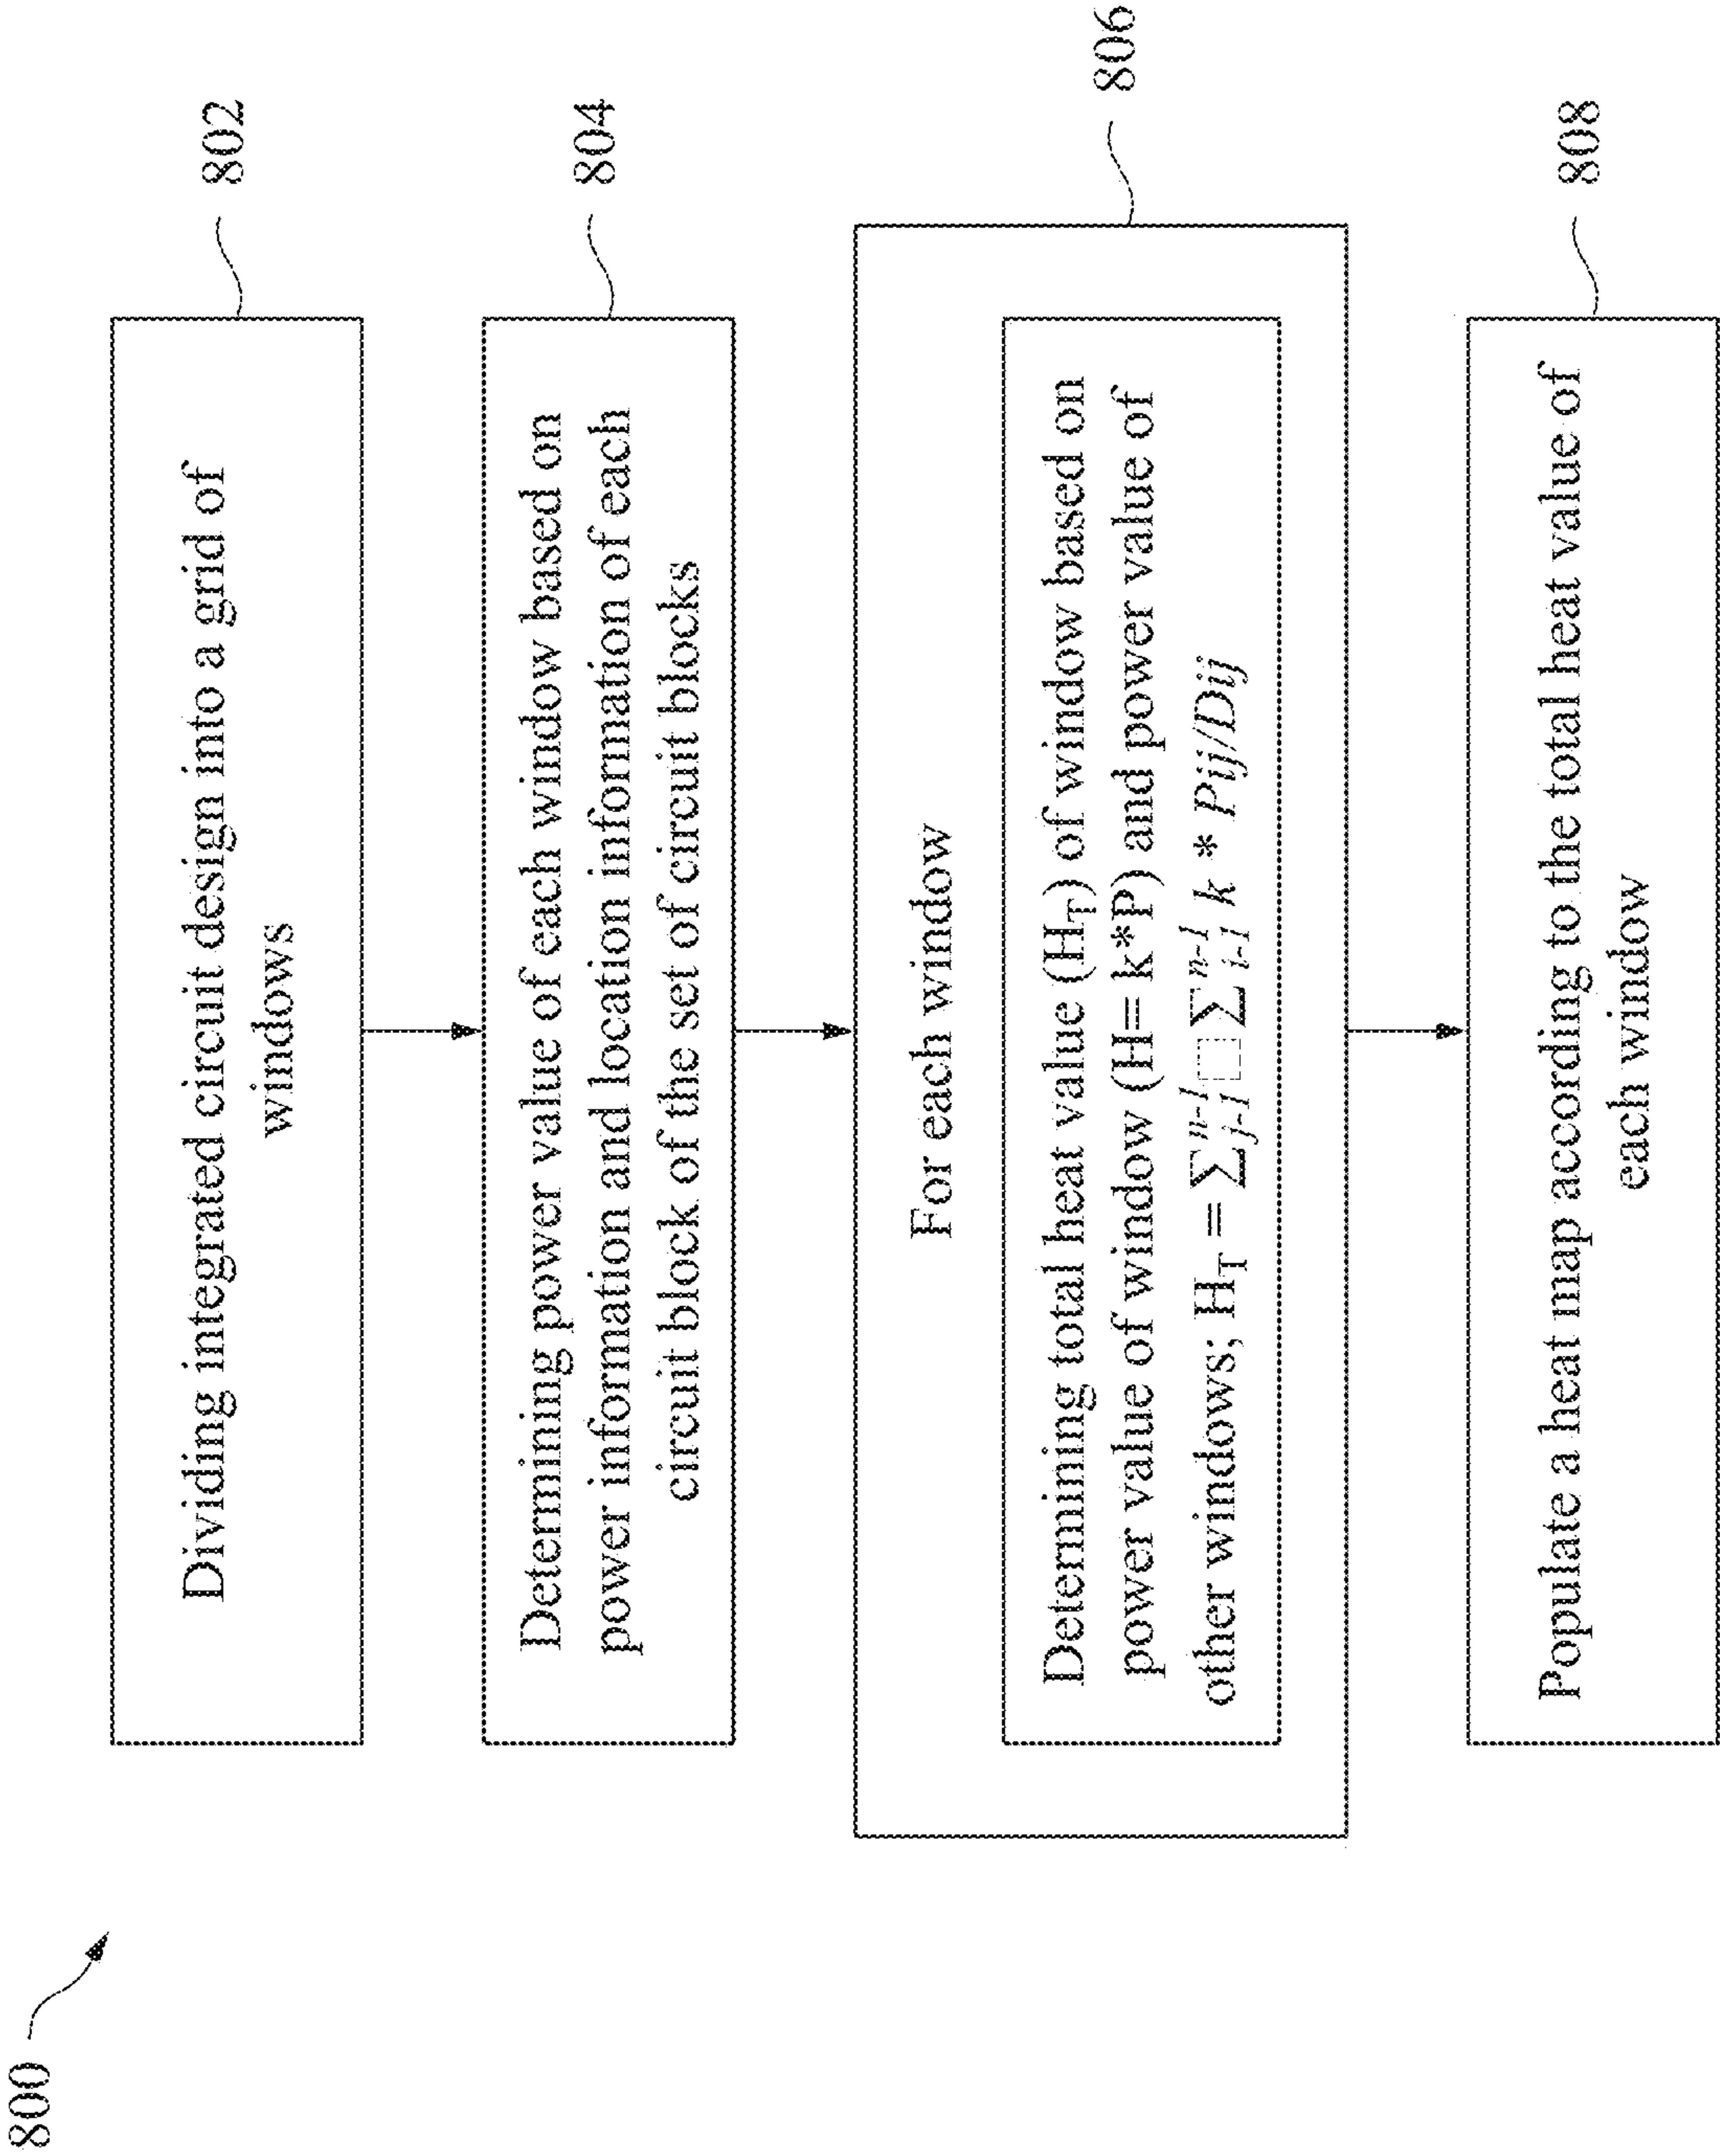 800
Dividing integrated circuit design into a grid of
windows
802
Determining power value of each window based on
power information and location information of each
circuit block of the set of circuit blocks
804
For each window
806
Determining total heat value (H_T) of window based on
power value of window (H= k*P) and power value of
other windows; H_T = ∑_{j-1}^{n-1}□ ∑_{i-1}^{n-1} k * Pij/Dij
Populate a heat map according to the total heat value of
each window
808